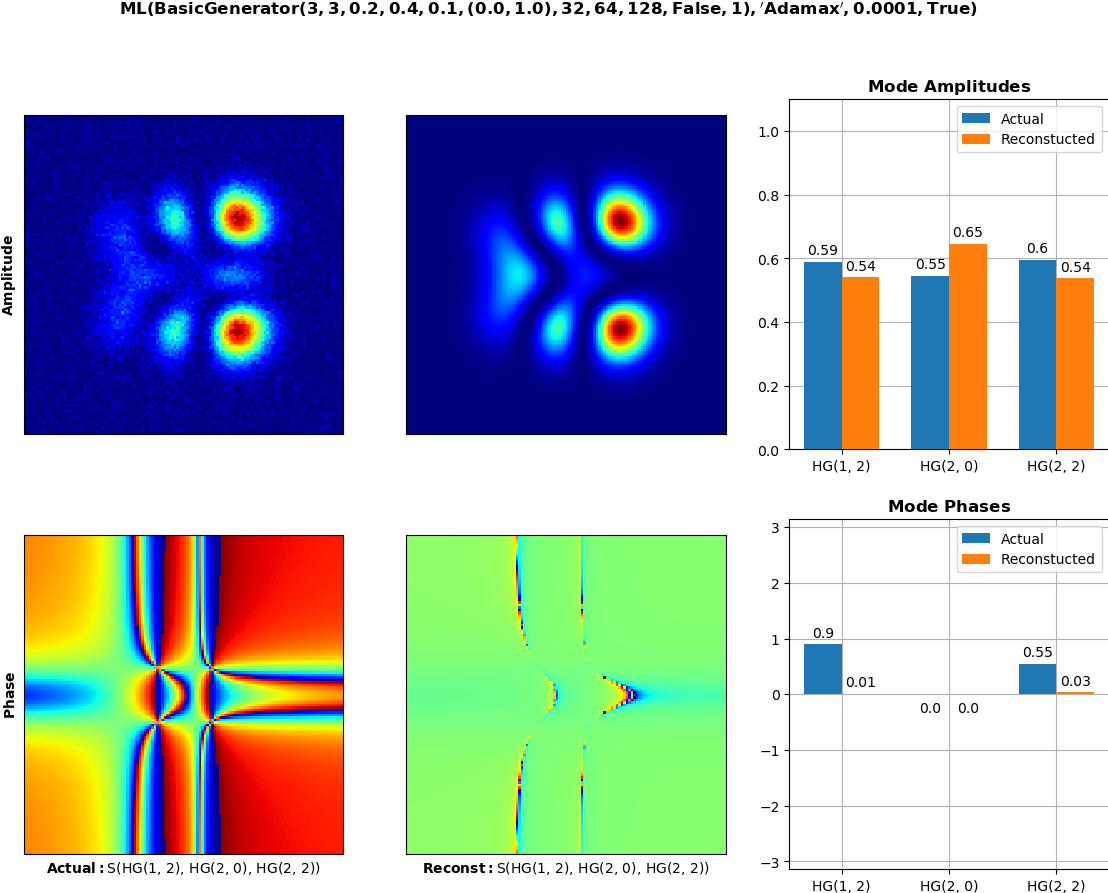 ML(BasicGenerator(3, 3, 0.2, 0.4, 0.1, (0.0, 1.0), 32, 64, 128, False, 1), 'Adamax', 0.0001, True)
Amplitude
Mode Amplitudes
Actual
Reconstucted
1.0
0.8
0.6
0.4
0.2
0.0
0.59
0.54
0.55
0.65
0.6
0.54
HG(1, 2)
HG(2, 0)
HG(2, 2)
Phase
Actual: S(HG(1, 2), HG(2, 0), HG(2, 2))
Reconst: S(HG(1, 2), HG(2, 0), HG(2, 2))
Mode Phases
Actual
Reconstucted
3
2
1
0
−1
−2
−3
0.9
0.01
0.0
0.0
0.55
0.03
HG(1, 2)
HG(2, 0)
HG(2, 2)